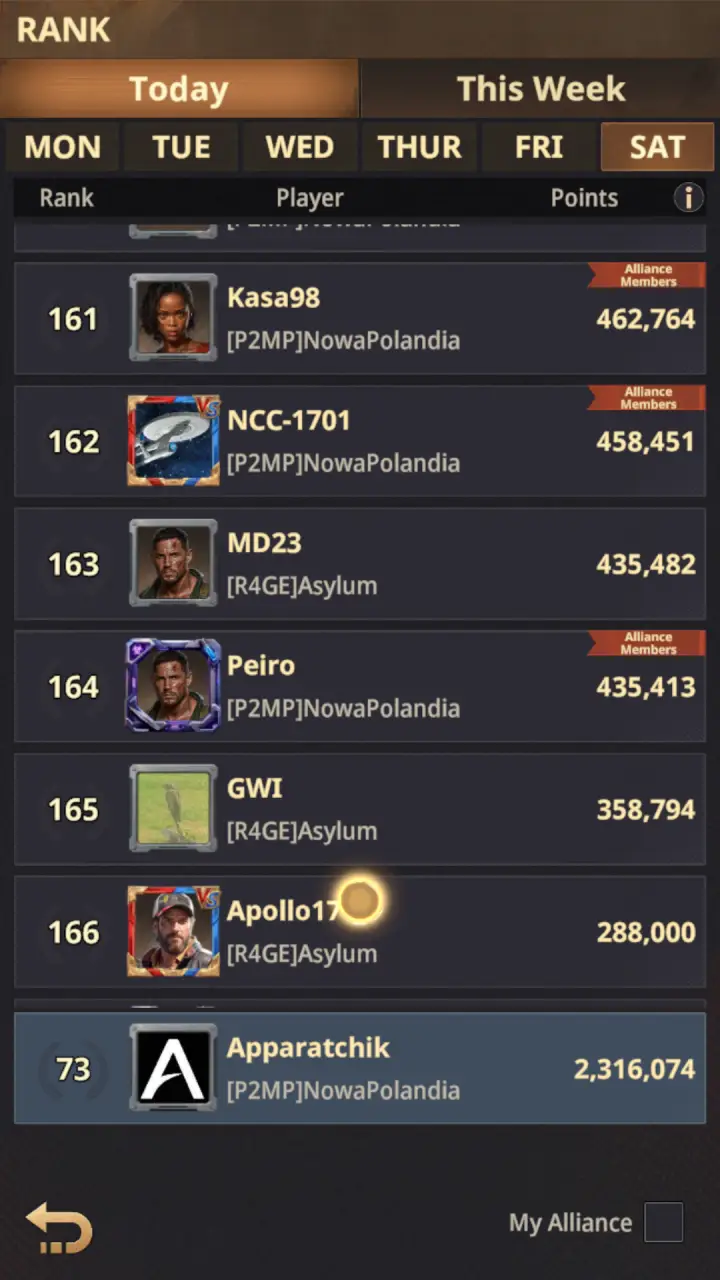 RANK
Today
This Week
MON
TUE
WED
THUR
FRI
SAT
Rank
Player
Points
161
Kasa98
[P2MP]NowaPolandia
Alliance
Members
462,764
162
NCC-1701
[P2MP]NowaPolandia
Alliance
Members
458,451
163
MD23
[R4GE]Asylum
435,482
164
Peiro
[P2MP]NowaPolandia
Alliance
Members
435,413
165
GWI
[R4GE]Asylum
358,794
166
Apollo17
[R4GE]Asylum
288,000
73
Apparatchik
[P2MP]NowaPolandia
2,316,074
My Alliance